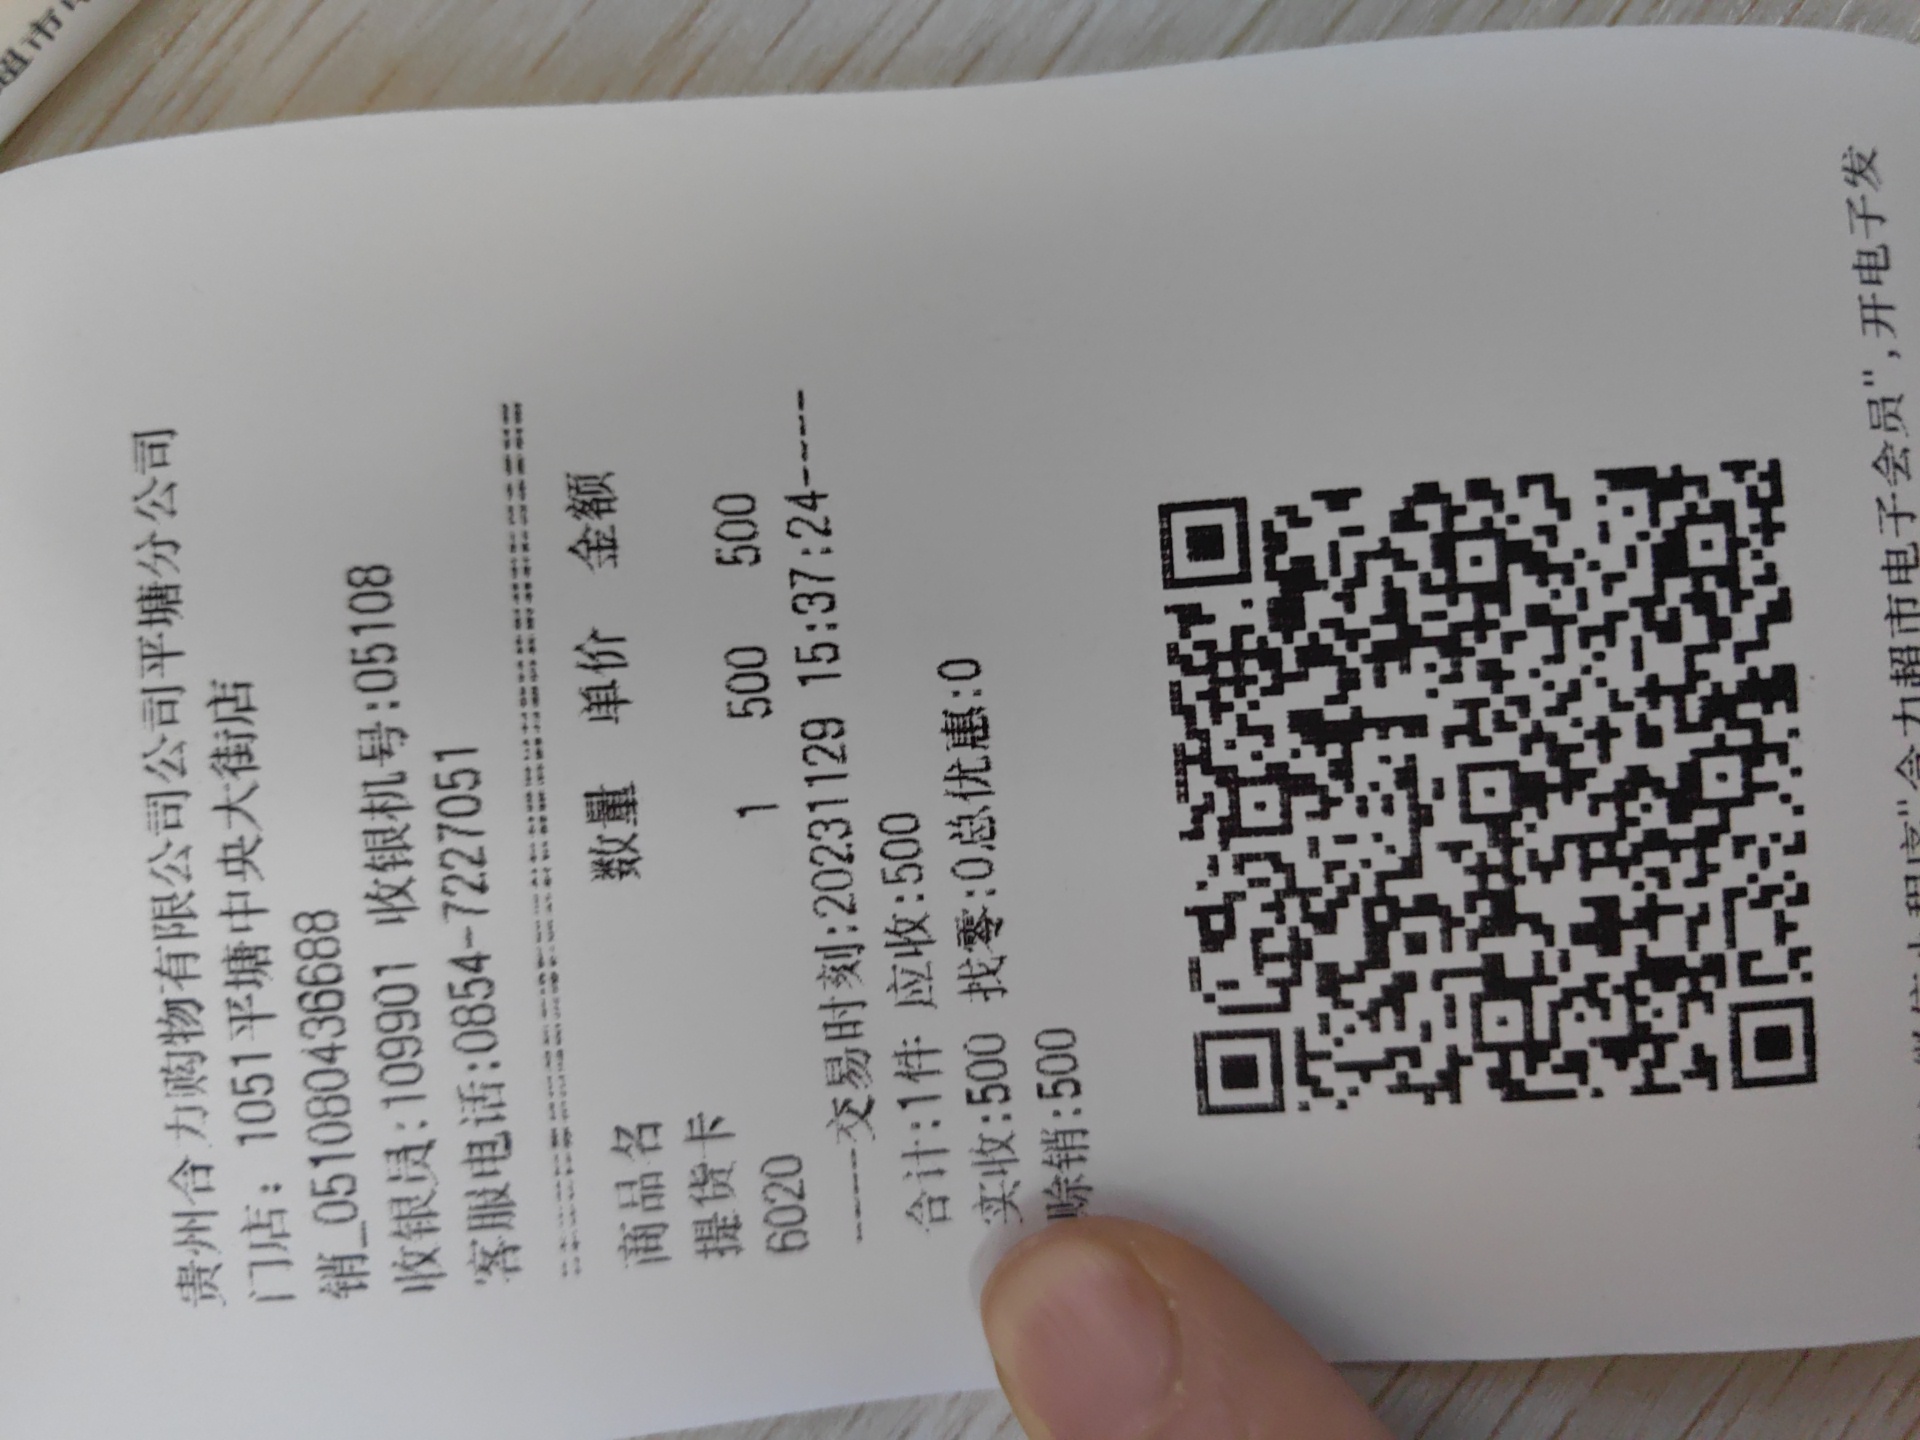 超市
贵州合力购物有限公司公司平塘分公司
门店: 1051平塘中央大街店
销_051080436688
收银员:109901 收银机号:05108
客服电话:0854-7227051
商品名 数量 单价 金额
提货卡
6020 1 500 500
-----交易时刻:20231129 15:37:24----
合计:1件 应收:500
实收:500 找零:0总优惠:0
赊销:500
合力超市电子会员",开电子发